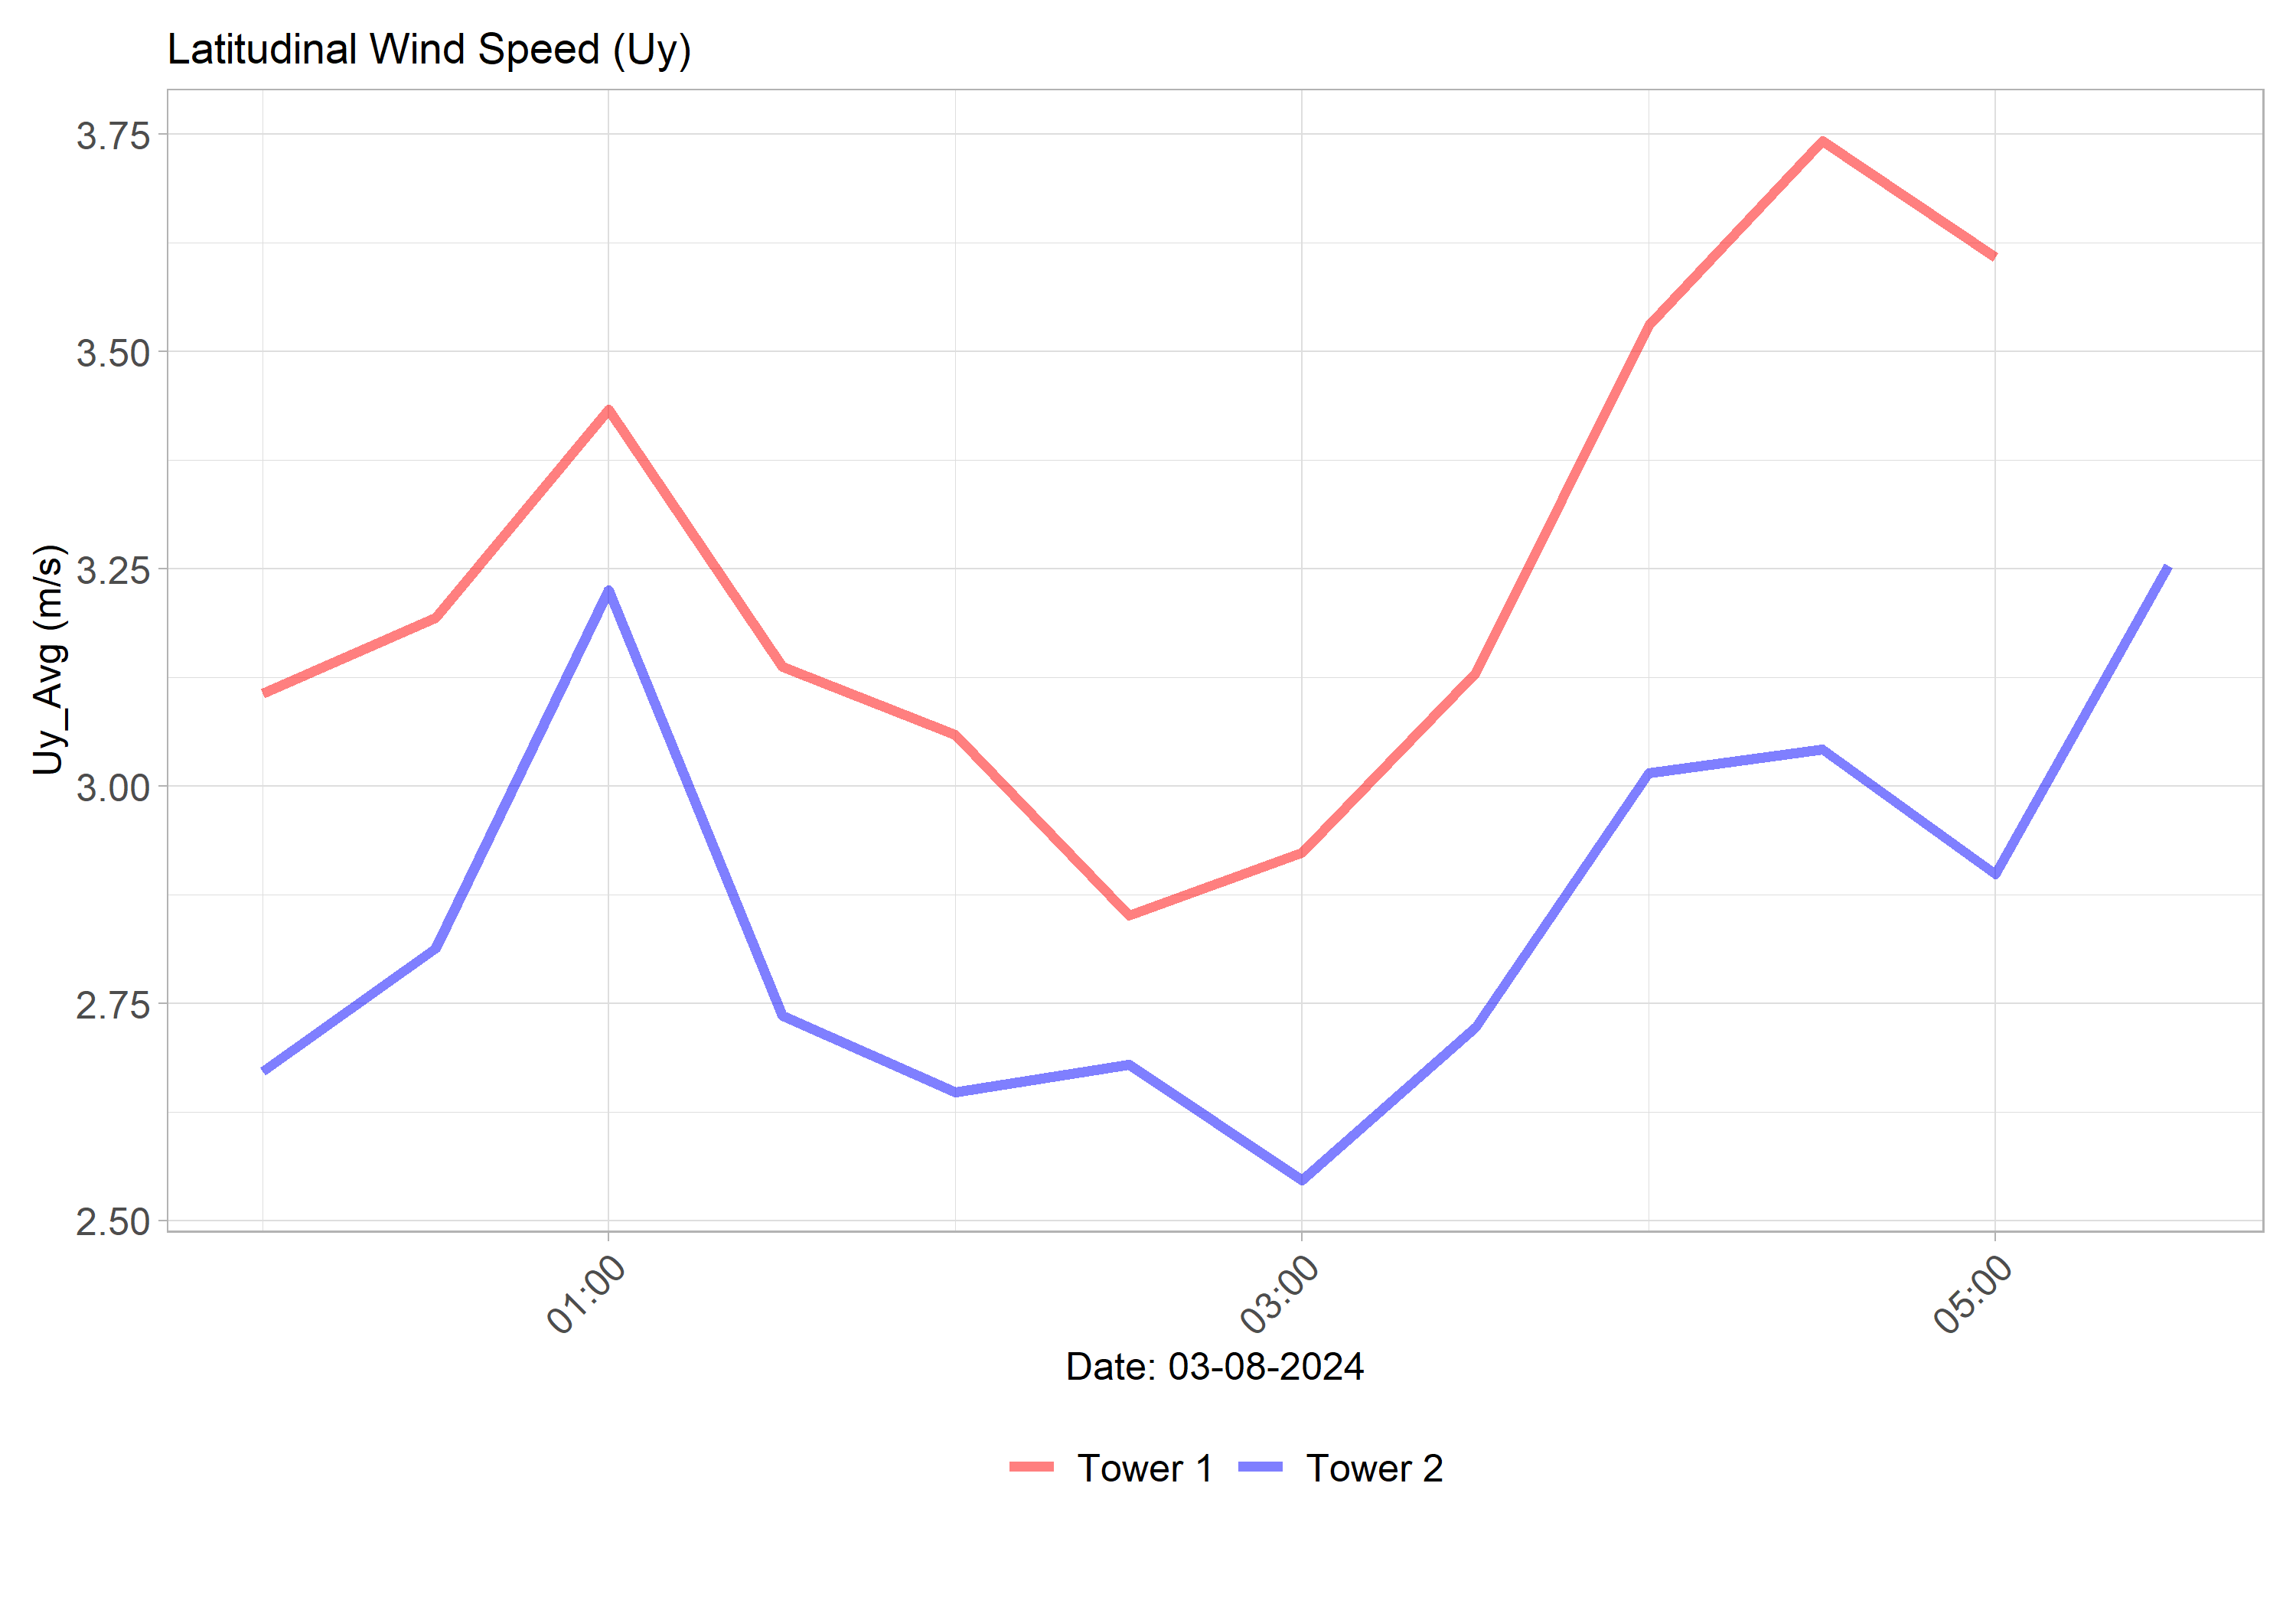 Latitudinal Wind Speed (Uy)
Uy_Avg (m/s)
3.75
3.50
3.25
3.00
2.75
2.50
01:00
03:00
05:00
Date: 03-08-2024
Tower 1
Tower 2